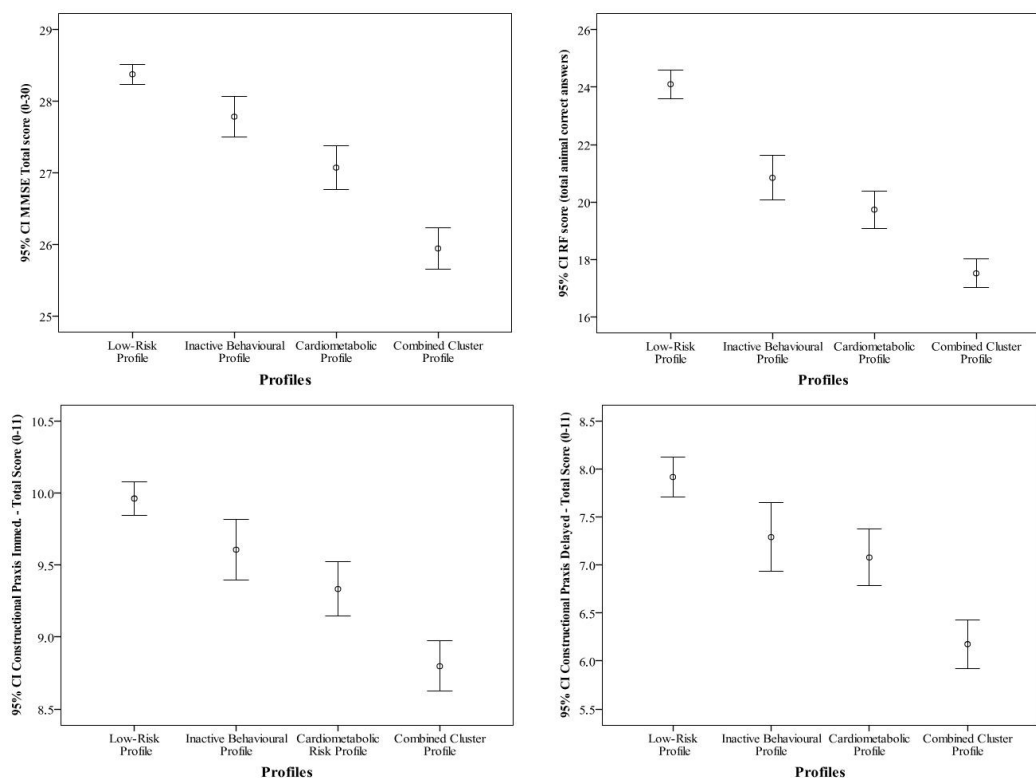 95% CI MMSE Total score (0-30)
29
28
27
26
25
Low-Risk
Profile
Inactive Behavioural
Profile
Cardiometabolic
Profile
Combined Cluster
Profile
Profiles
95% CI RF score (total animal correct answers)
26
24
22
20
18
16
Low-Risk
Profile
Inactive Behavioural
Profile
Cardiometabolic
Profile
Combined Cluster
Profile
Profiles
95% CI Constructional Praxis Immed. - Total Score (0-11)
10.5
10.0
9.5
9.0
8.5
Low-Risk
Profile
Inactive Behavioural
Profile
Cardiometabolic
Risk Profile
Combined Cluster
Profile
Profiles
95% CI Constructional Praxis Delayed - Total Score (0-11)
8.5
8.0
7.5
7.0
6.5
6.0
5.5
Low-Risk
Profile
Inactive Behavioural
Profile
Cardiometabolic
Profile
Combined Cluster
Profile
Profiles